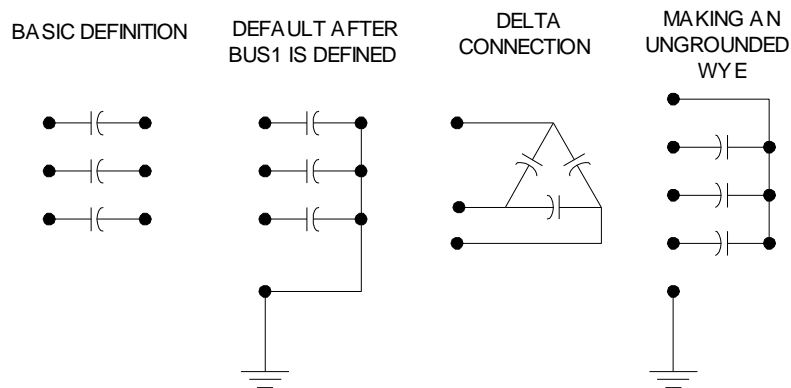 BASIC DEFINITION
DEFAULT AFTER
BUS1 IS DEFINED
DELTA
CONNECTION
MAKING AN
UNGROUNDED
WYE